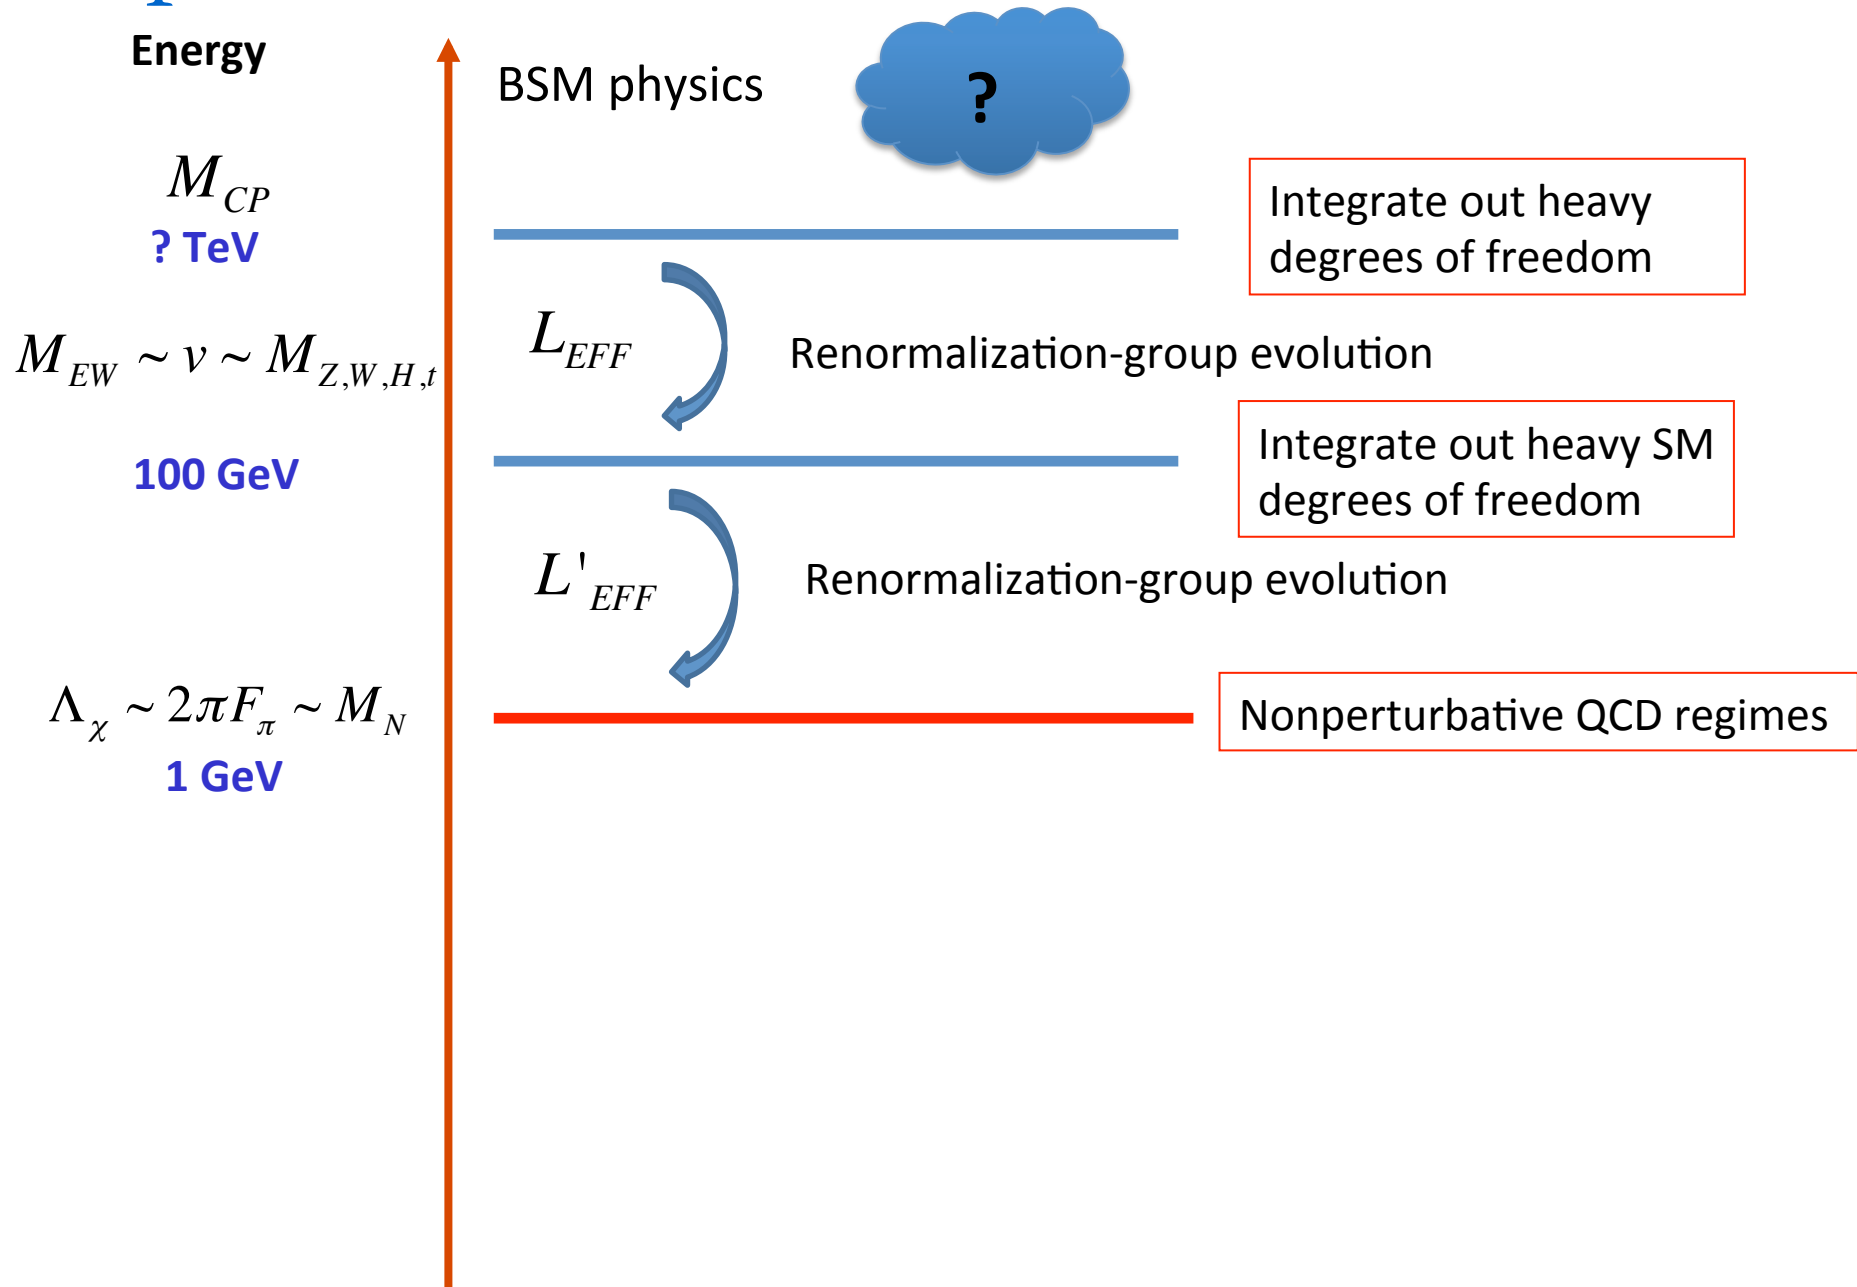 Energy
BSM physics
?
M_CP
? TeV
Integrate out heavy
degrees of freedom
M_EW ~ v ~ M_Z,W,H,t
L_EFF
Renormalization-group evolution
100 GeV
Integrate out heavy SM
degrees of freedom
L'_EFF
Renormalization-group evolution
Λ_χ ~ 2πF_π ~ M_N
1 GeV
Nonperturbative QCD regimes